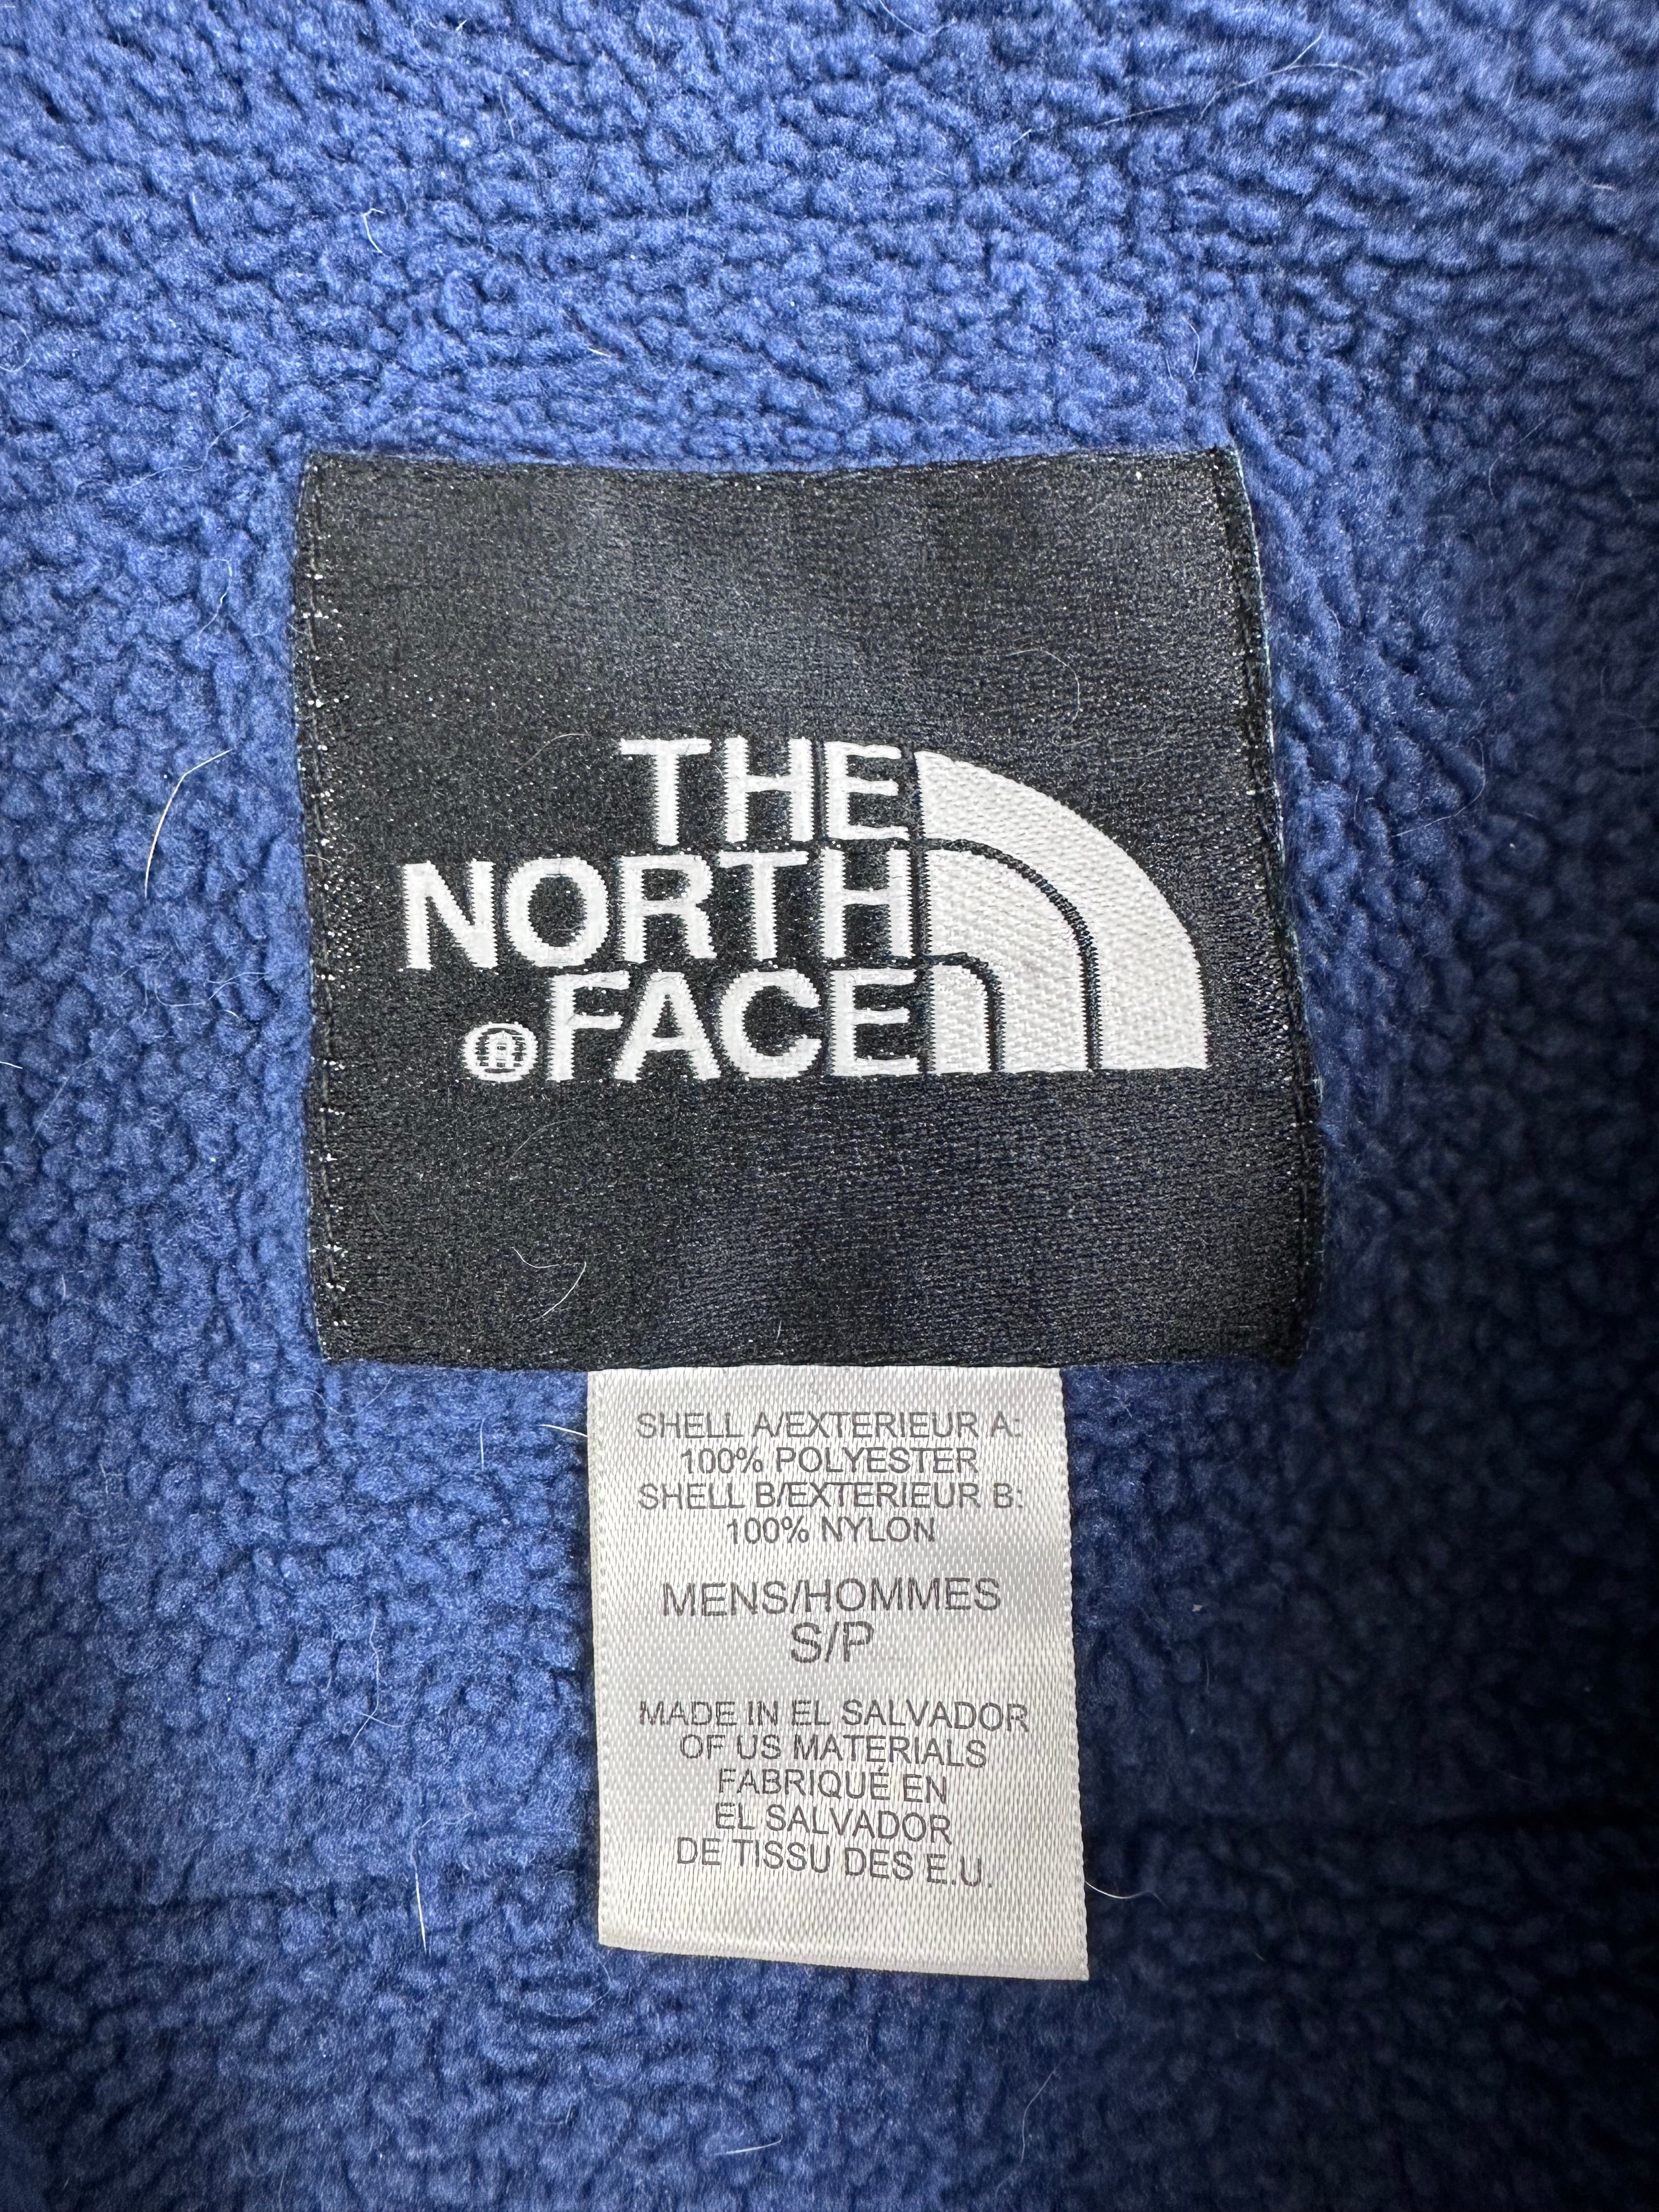 THE
NORTH
®FACE
SHELL A/EXTERIEUR A:
100% POLYESTER
SHELL B/EXTERIEUR B:
100% NYLON
MENS/HOMMES
S/P
MADE IN EL SALVADOR
OF US MATERIALS
FABRIQUÉ EN
EL SALVADOR
DE TISSU DES E.U.